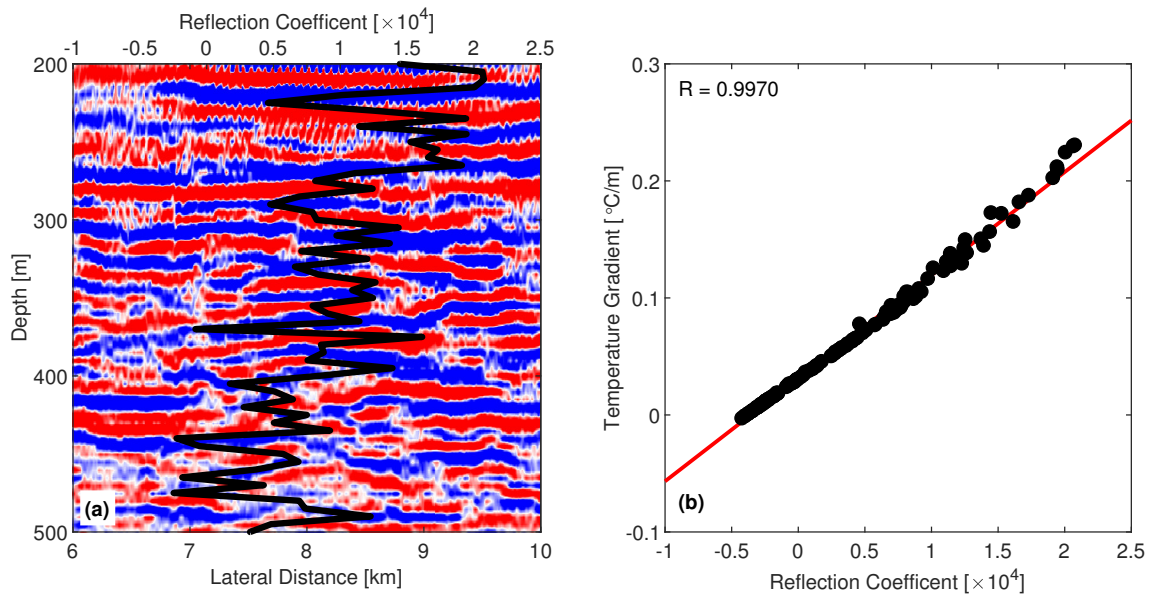 Reflection Coefficent [×10⁴]
-1 -0.5 0 0.5 1 1.5 2 2.5
200
300
400
500
Depth [m]
(a)
6 7 8 9 10
Lateral Distance [km]
0.3
0.2
0.1
0
-0.1
Temperature Gradient [°C/m]
R = 0.9970
(b)
-1 -0.5 0 0.5 1 1.5 2 2.5
Reflection Coefficent [×10⁴]